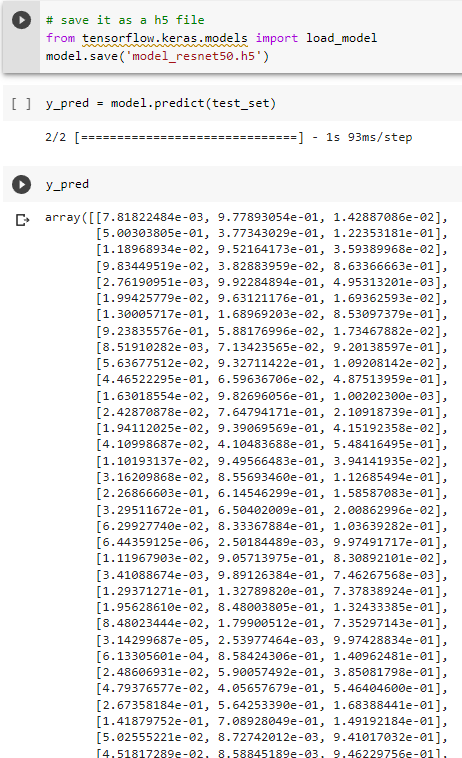 # save it as a h5 file
from tensorflow.keras.models import load_model
model.save('model_resnet50.h5')
[ ] y_pred = model.predict(test_set)
2/2 [==============================] - 1s 93ms/step
y_pred
array([[7.81822484e-03, 9.77893054e-01, 1.42887086e-02],
[5.00303805e-01, 3.77343029e-01, 1.22353181e-01],
[1.18968934e-02, 9.52164173e-01, 3.59389968e-02],
[9.83449519e-02, 3.82883959e-02, 8.63366663e-01],
[2.76190951e-03, 9.92284894e-01, 4.95313201e-03],
[1.99425779e-02, 9.63121176e-01, 1.69362593e-02],
[1.30005717e-01, 1.68969203e-02, 8.53097379e-01],
[9.23835576e-01, 5.88176996e-02, 1.73467882e-02],
[8.51910282e-03, 7.13423565e-02, 9.20138597e-01],
[5.63677512e-02, 9.32711422e-01, 1.09208142e-02],
[4.46522295e-01, 6.59636706e-02, 4.87513959e-01],
[1.63018554e-02, 9.82696056e-01, 1.00202300e-03],
[2.42870878e-02, 7.64794171e-01, 2.10918739e-01],
[1.94112025e-02, 9.39069569e-01, 4.15192358e-02],
[4.10998687e-02, 4.10483688e-01, 5.48416495e-01],
[1.10193137e-02, 9.49566483e-01, 3.94141935e-02],
[3.16209868e-02, 8.55693460e-01, 1.12685494e-01],
[2.26866603e-01, 6.14546299e-01, 1.58587083e-01],
[3.29511672e-01, 6.50402009e-01, 2.00862996e-02],
[6.29927740e-02, 8.33367884e-01, 1.03639282e-01],
[6.44359125e-06, 2.50184489e-03, 9.97491717e-01],
[1.11967903e-02, 9.05713975e-01, 8.30892101e-02],
[3.41088674e-03, 9.89126384e-01, 7.46267568e-03],
[1.29371271e-01, 1.32789820e-01, 7.37838924e-01],
[1.95628610e-02, 8.48003805e-01, 1.32433385e-01],
[8.48023444e-02, 1.79900512e-01, 7.35297143e-01],
[3.14299687e-05, 2.53977464e-03, 9.97428834e-01],
[6.13305601e-04, 8.58424306e-01, 1.40962481e-01],
[2.48606931e-02, 5.90057492e-01, 3.85081798e-01],
[4.79376577e-02, 4.05657679e-01, 5.46404600e-01],
[2.67358184e-01, 5.64253390e-01, 1.68388441e-01],
[1.41879752e-01, 7.08928049e-01, 1.49192184e-01],
[5.02555221e-02, 8.72742012e-03, 9.41017032e-01],
[4.51817289e-02, 8.58845189e-03, 9.46229756e-01],